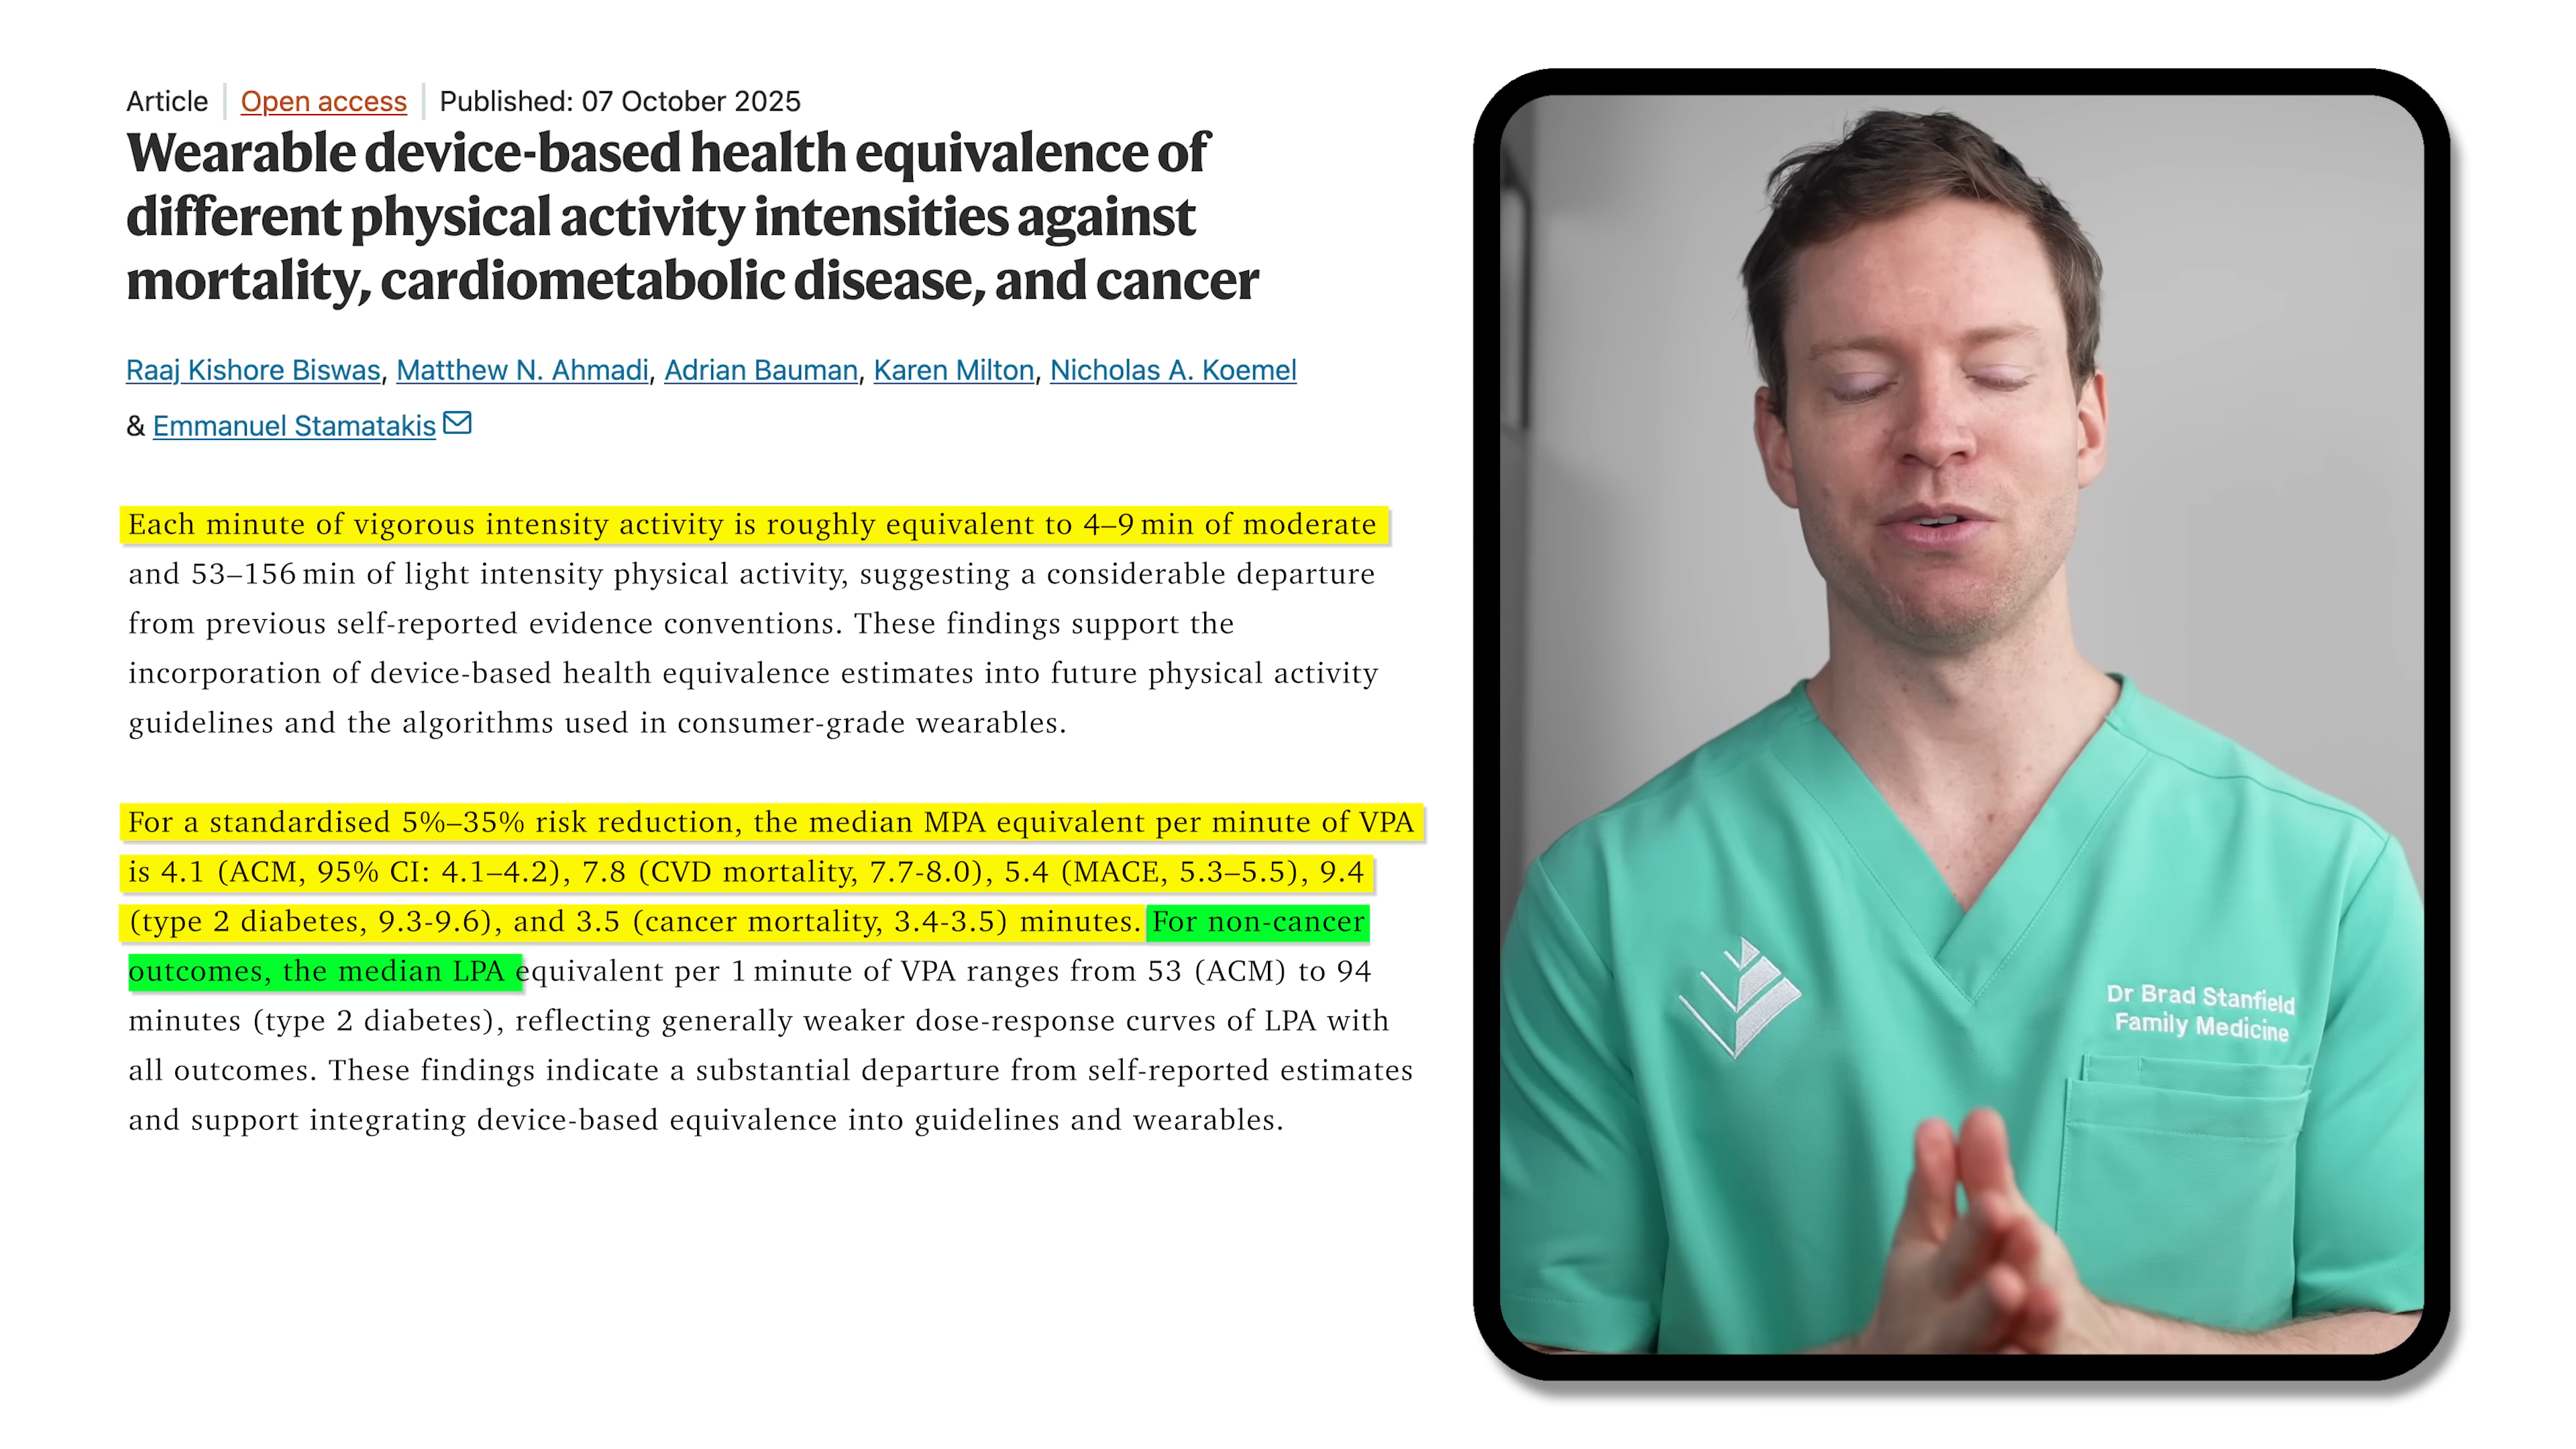 Article | Open access | Published: 07 October 2025
Wearable device-based health equivalence of
different physical activity intensities against
mortality, cardiometabolic disease, and cancer
Raaj Kishore Biswas, Matthew N. Ahmadi, Adrian Bauman, Karen Milton, Nicholas A. Koemel
& Emmanuel Stamatakis
Each minute of vigorous intensity activity is roughly equivalent to 4–9 min of moderate
and 53–156 min of light intensity physical activity, suggesting a considerable departure
from previous self-reported evidence conventions. These findings support the
incorporation of device-based health equivalence estimates into future physical activity
guidelines and the algorithms used in consumer-grade wearables.
For a standardised 5%–35% risk reduction, the median MPA equivalent per minute of VPA
is 4.1 (ACM, 95% CI: 4.1–4.2), 7.8 (CVD mortality, 7.7-8.0), 5.4 (MACE, 5.3–5.5), 9.4
(type 2 diabetes, 9.3-9.6), and 3.5 (cancer mortality, 3.4-3.5) minutes. For non-cancer
outcomes, the median LPA equivalent per 1 minute of VPA ranges from 53 (ACM) to 94
minutes (type 2 diabetes), reflecting generally weaker dose-response curves of LPA with
all outcomes. These findings indicate a substantial departure from self-reported estimates
and support integrating device-based equivalence into guidelines and wearables.
Dr Brad Stanfield
Family Medicine